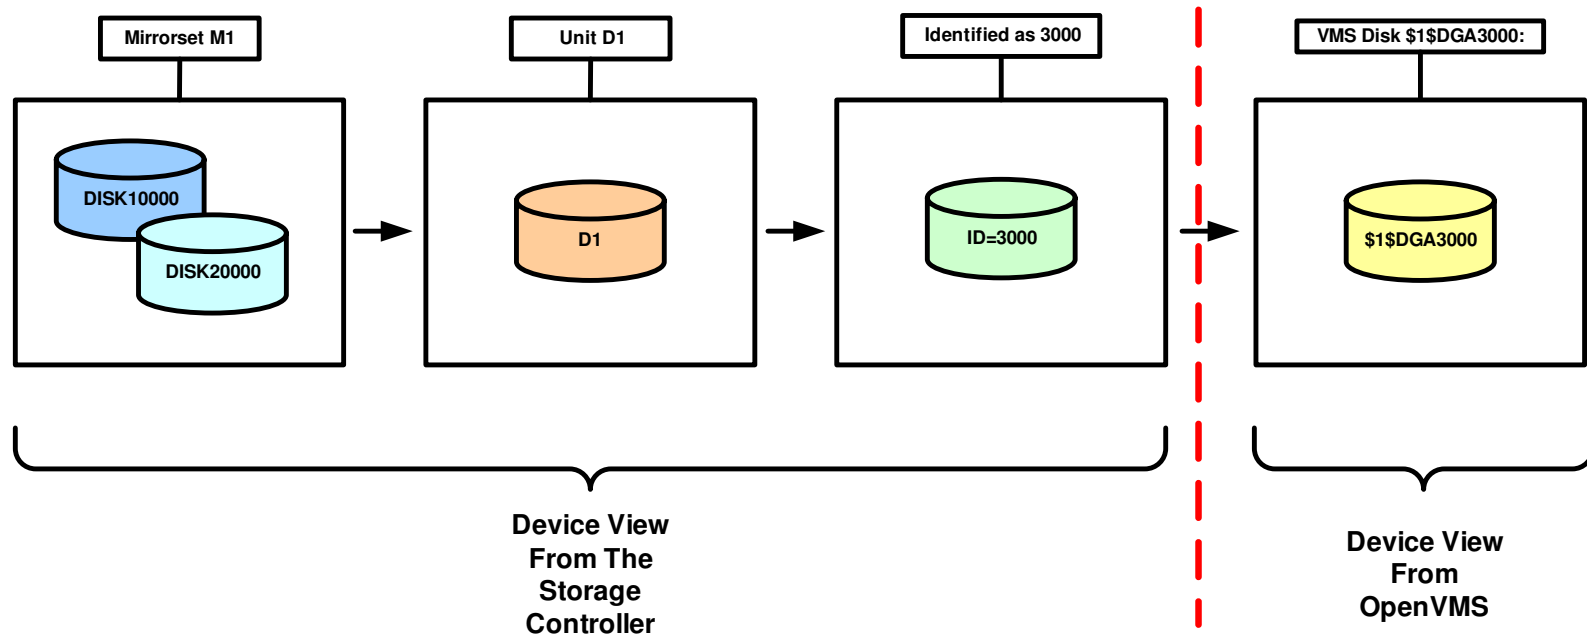 Mirrorset M1
Unit D1
Identified as 3000
VMS Disk $1$DGA3000:
DISK10000
DISK20000
D1
ID=3000
$1$DGA3000
Device View
From The
Storage
Controller
Device View
From
OpenVMS